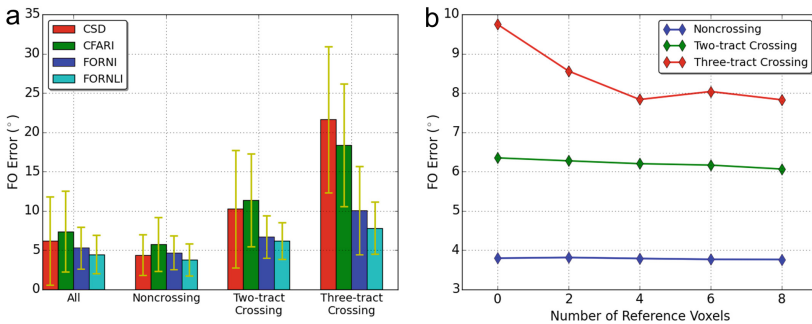 a
FO Error (°)
35
30
25
20
15
10
5
0
CSD
CFARI
FORNI
FORNLI
All
Noncrossing
Two-tract
Crossing
Three-tract
Crossing
b
FO Error (°)
10
9
8
7
6
5
4
3
Noncrossing
Two-tract Crossing
Three-tract Crossing
0 2 4 6 8
Number of Reference Voxels